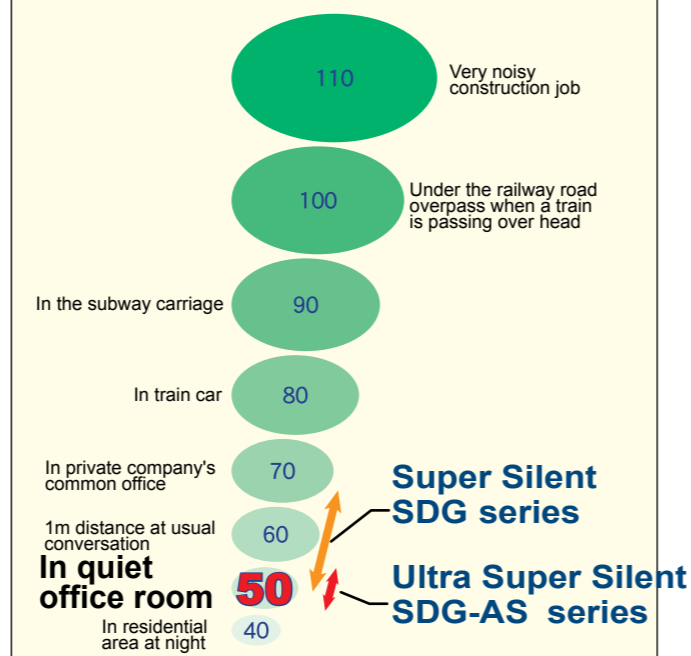 110
Very noisy
construction job
100
Under the railway road
overpass when a train
is passing over head
In the subway carriage
90
In train car
80
In private company's
common office
70
Super Silent
SDG series
1m distance at usual
conversation
60
In quiet
office room
50
Ultra Super Silent
SDG-AS series
In residential
area at night
40